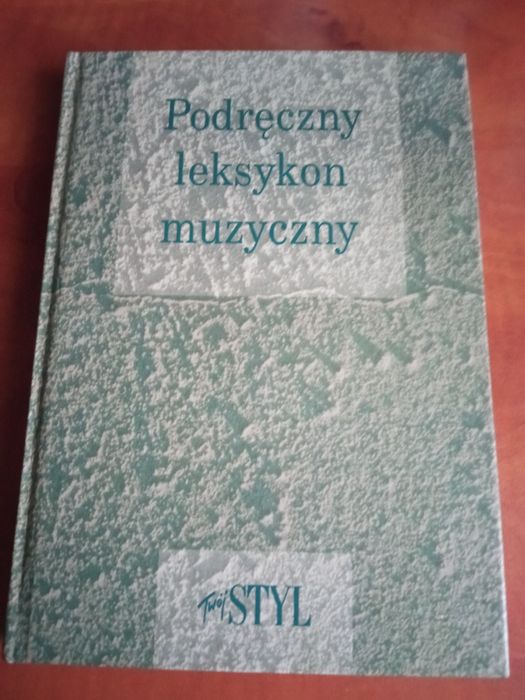 Podręczny
leksykon
muzyczny
Twój STYL